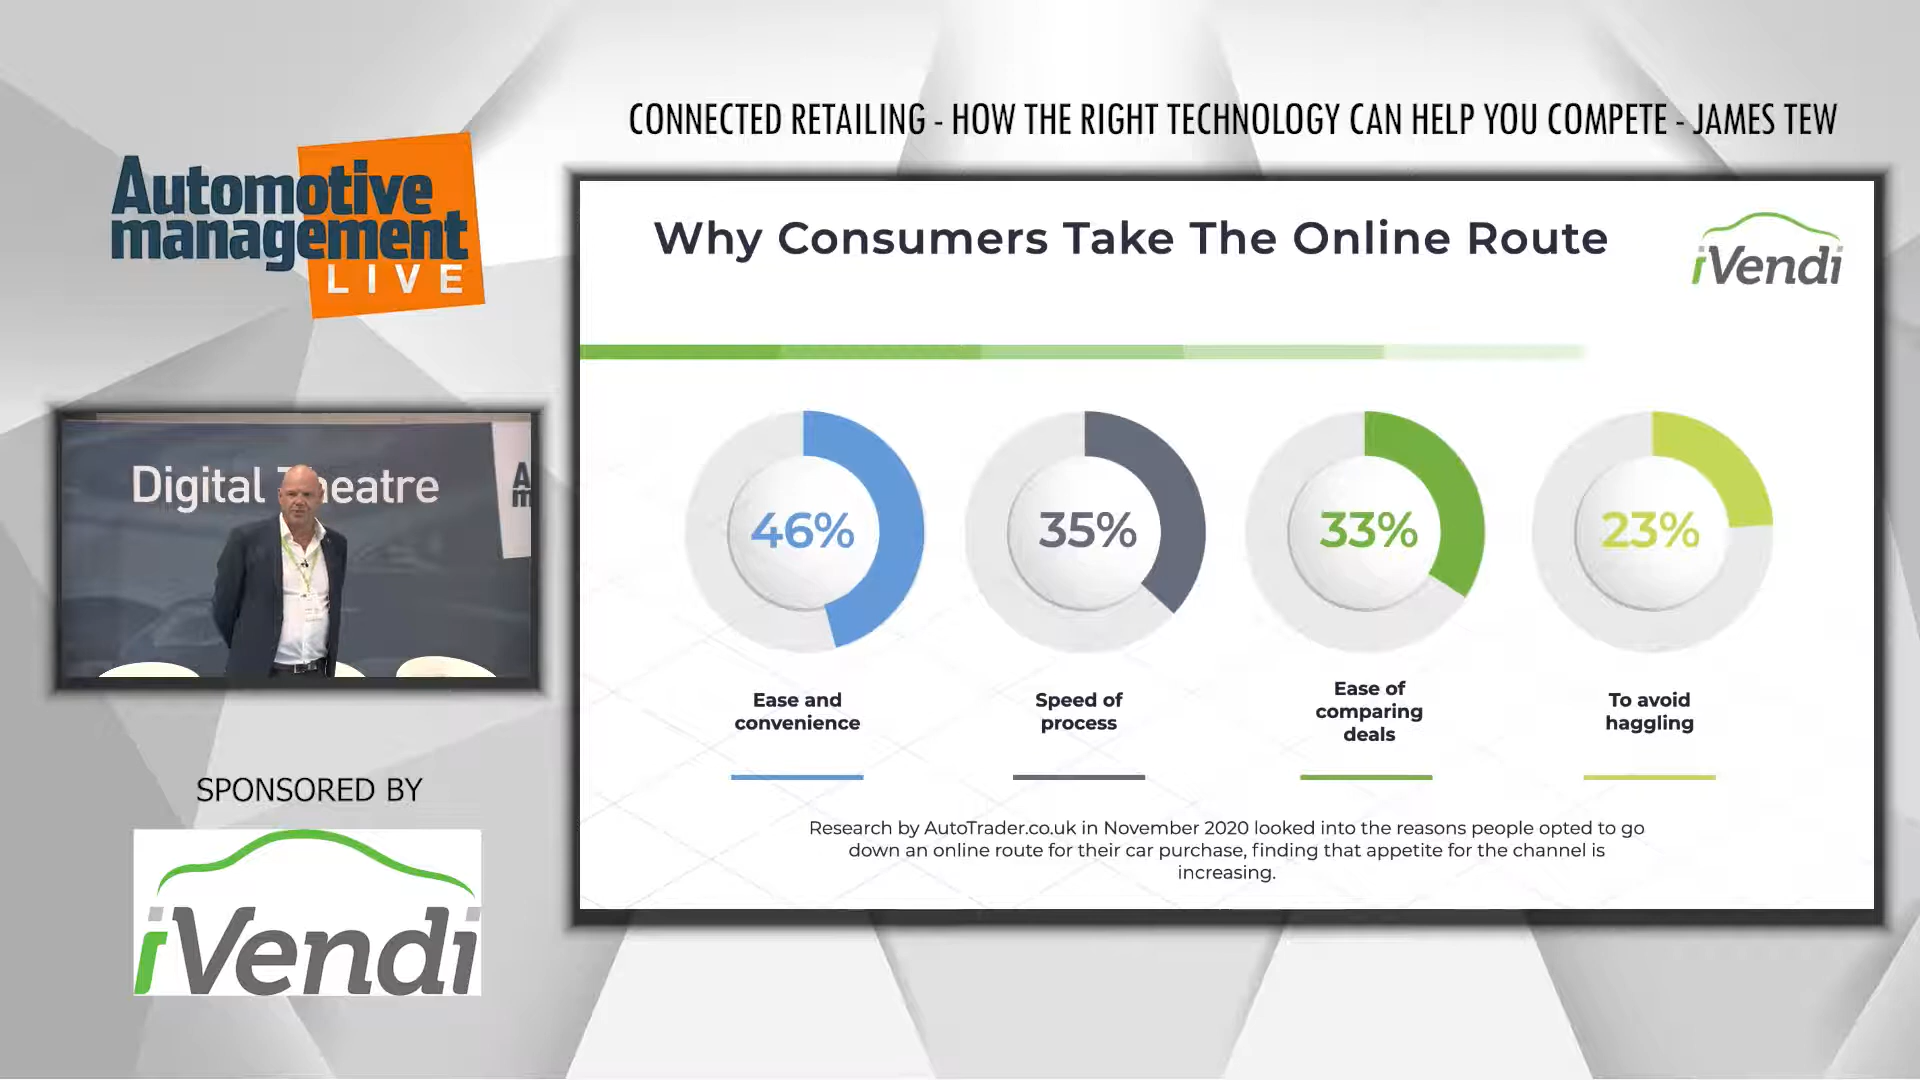 CONNECTED RETAILING - HOW THE RIGHT TECHNOLOGY CAN HELP YOU COMPETE - JAMES TEW
Automotive
management
LIVE
Why Consumers Take The Online Route
iVendi
Digital Theatre
A
m
46%
35%
33%
23%
Ease and
convenience
Speed of
process
Ease of
comparing
deals
To avoid
haggling
Research by AutoTrader.co.uk in November 2020 looked into the reasons people opted to go
down an online route for their car purchase, finding that appetite for the channel is
increasing.
SPONSORED BY
iVendi